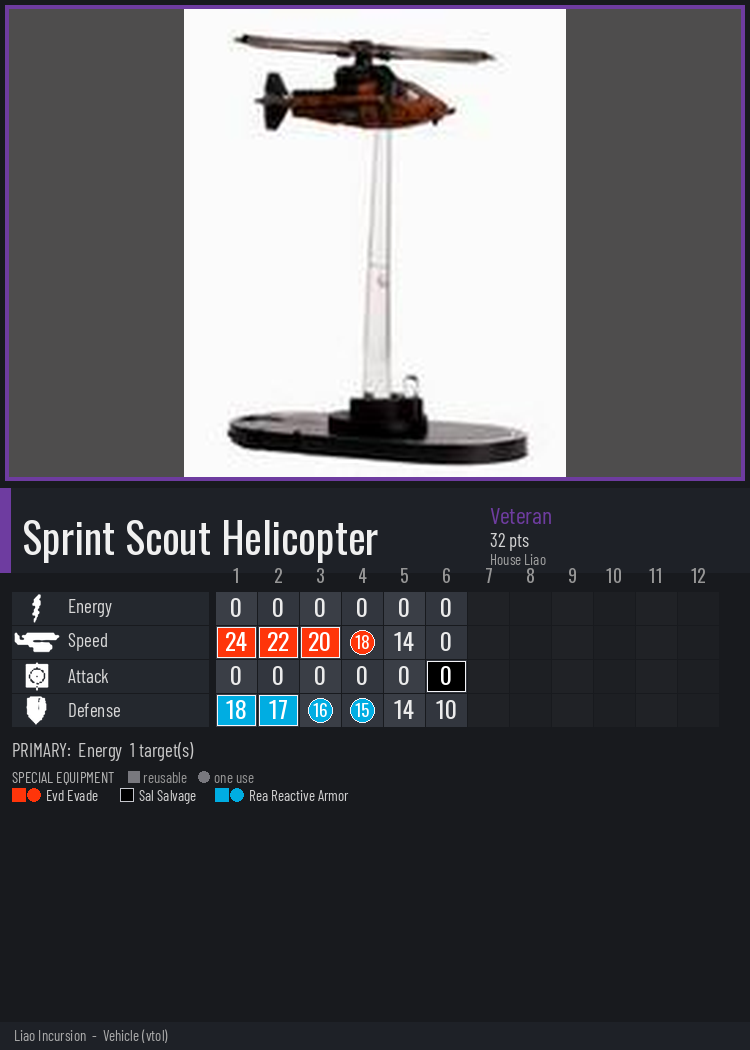 Sprint Scout Helicopter
Veteran
32 pts
House Liao
1 2 3 4 5 6 7 8 9 10 11 12
Energy 0 0 0 0 0 0
Speed 24 22 20 18 14 0
Attack 0 0 0 0 0 0
Defense 18 17 16 15 14 10
PRIMARY: Energy 1 target(s)
SPECIAL EQUIPMENT reusable one use
Evd Evade Sal Salvage Rea Reactive Armor
Liao Incursion - Vehicle (vtol)